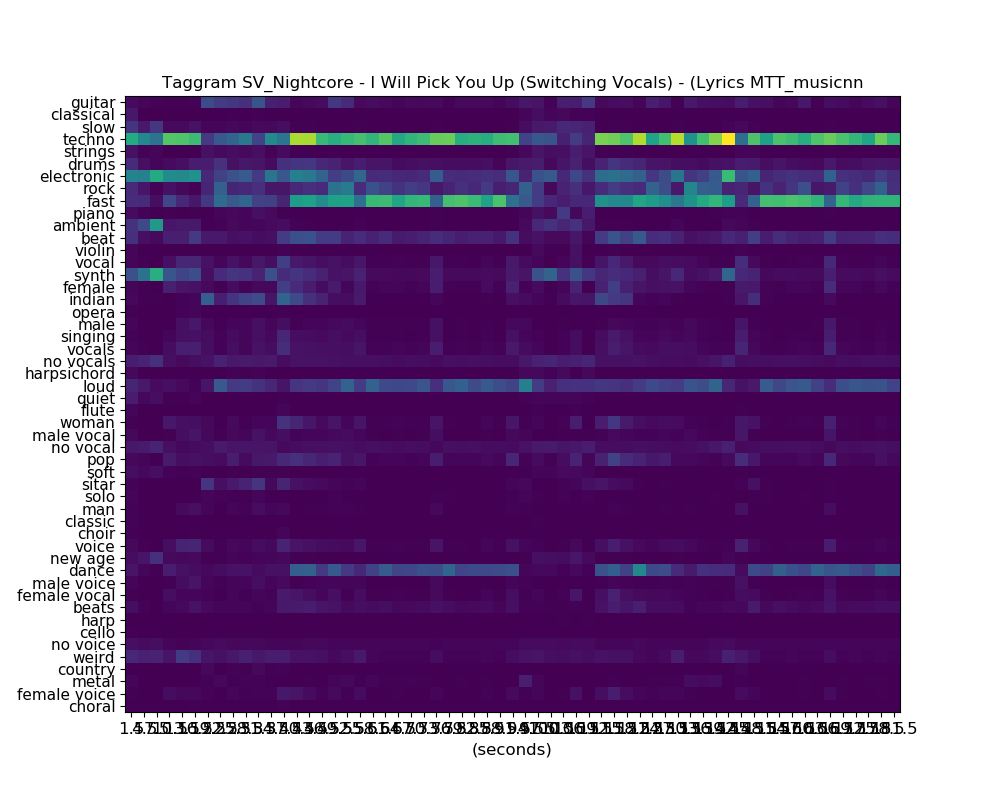 Taggram SV_Nightcore - I Will Pick You Up (Switching Vocals) - (Lyrics MTT_musicnn
guitar
classical
slow
techno
strings
drums
electronic
rock
fast
piano
ambient
beat
violin
vocal
synth
female
indian
opera
male
singing
vocals
no vocals
harpsichord
loud
quiet
flute
woman
male vocal
no vocal
pop
soft
sitar
solo
man
classic
choir
voice
new age
dance
male voice
female vocal
beats
harp
cello
no voice
weird
country
metal
female voice
choral
(seconds)